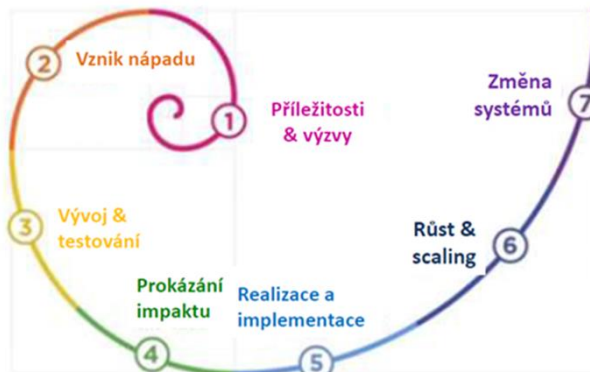 1
Příležitosti
& výzvy
2
Vznik nápadu
3
Vývoj &
testování
4
Prokázání
impaktu
5
Realizace a
implementace
6
Růst &
scaling
7
Změna
systémů